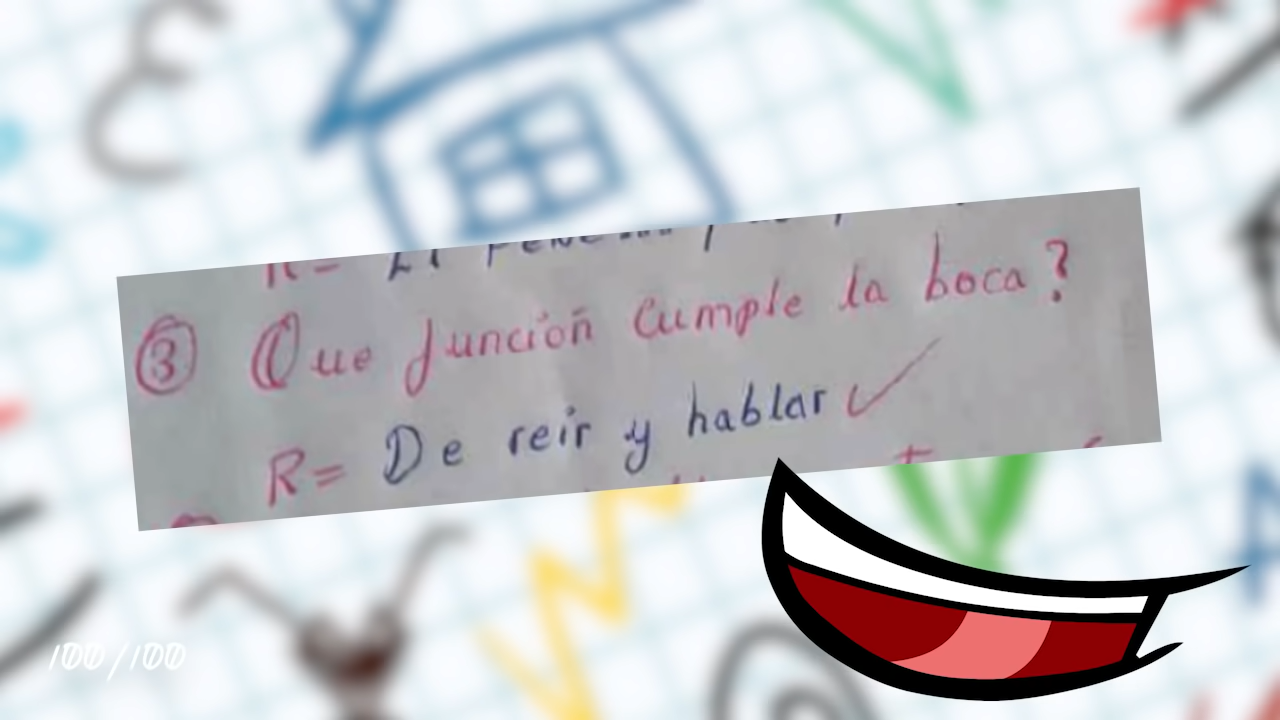 ③ Que función Cumple la boca?
R= De reir y hablar ✓
100/100